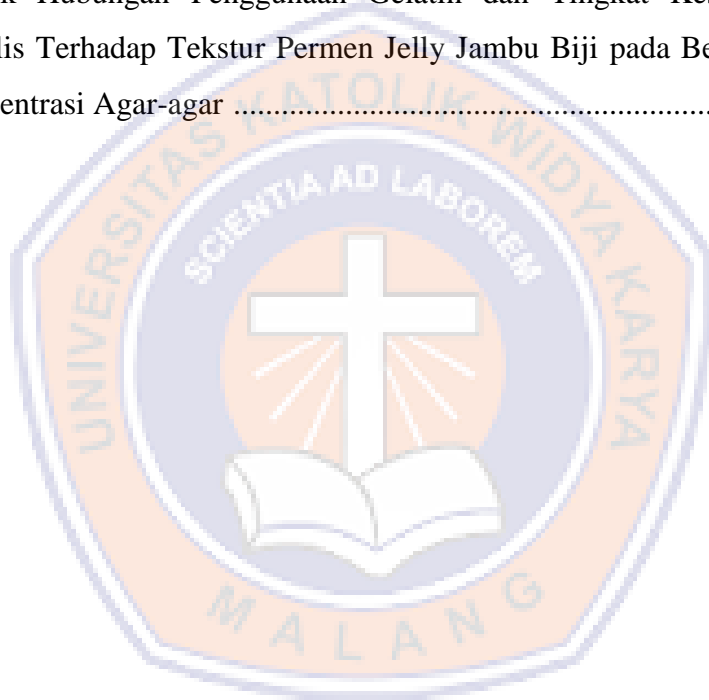 Hubungan Penggunaan Gelatin dan Tingkat
lis Terhadap Tekstur Permen Jelly Jambu Biji pada Be
entrasi Agar-agar ........................................................
UNIVERSITAS KATOLIK WIDYA KARYA
SCIENTIA AD LABOREM
MALANG